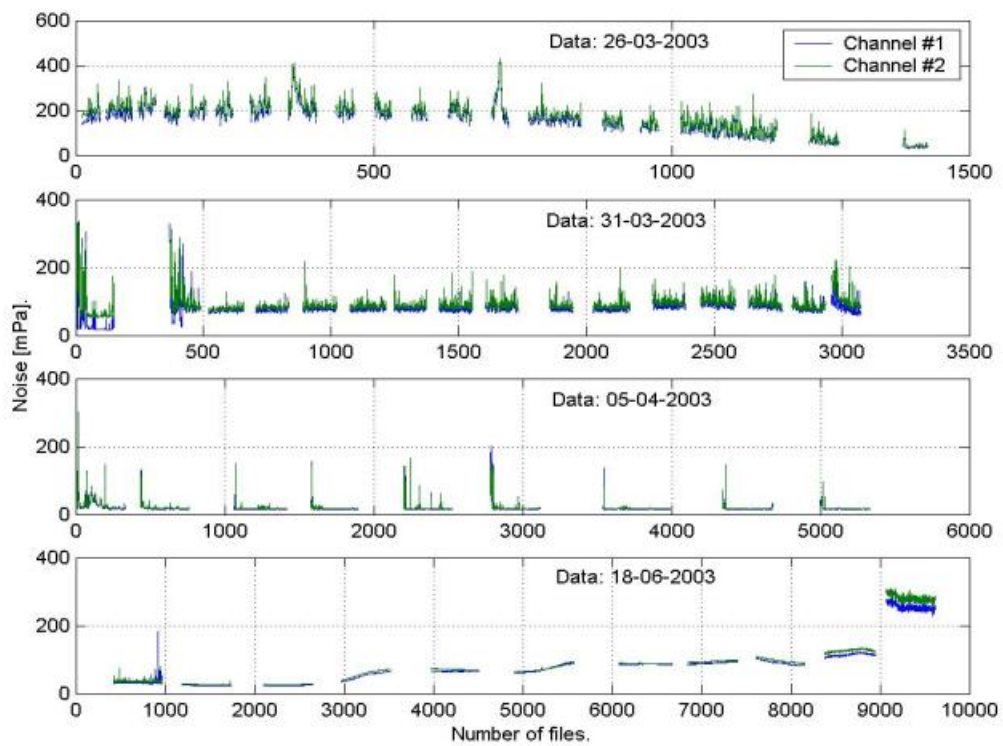 600
400
200
0
Data: 26-03-2003
Channel #1
Channel #2
0 500 1000 1500
400
200
0
Data: 31-03-2003
0 500 1000 1500 2000 2500 3000 3500
Noise [mPa].
400
200
0
Data: 05-04-2003
0 1000 2000 3000 4000 5000 6000
400
200
0
Data: 18-06-2003
0 1000 2000 3000 4000 5000 6000 7000 8000 9000 10000
Number of files.